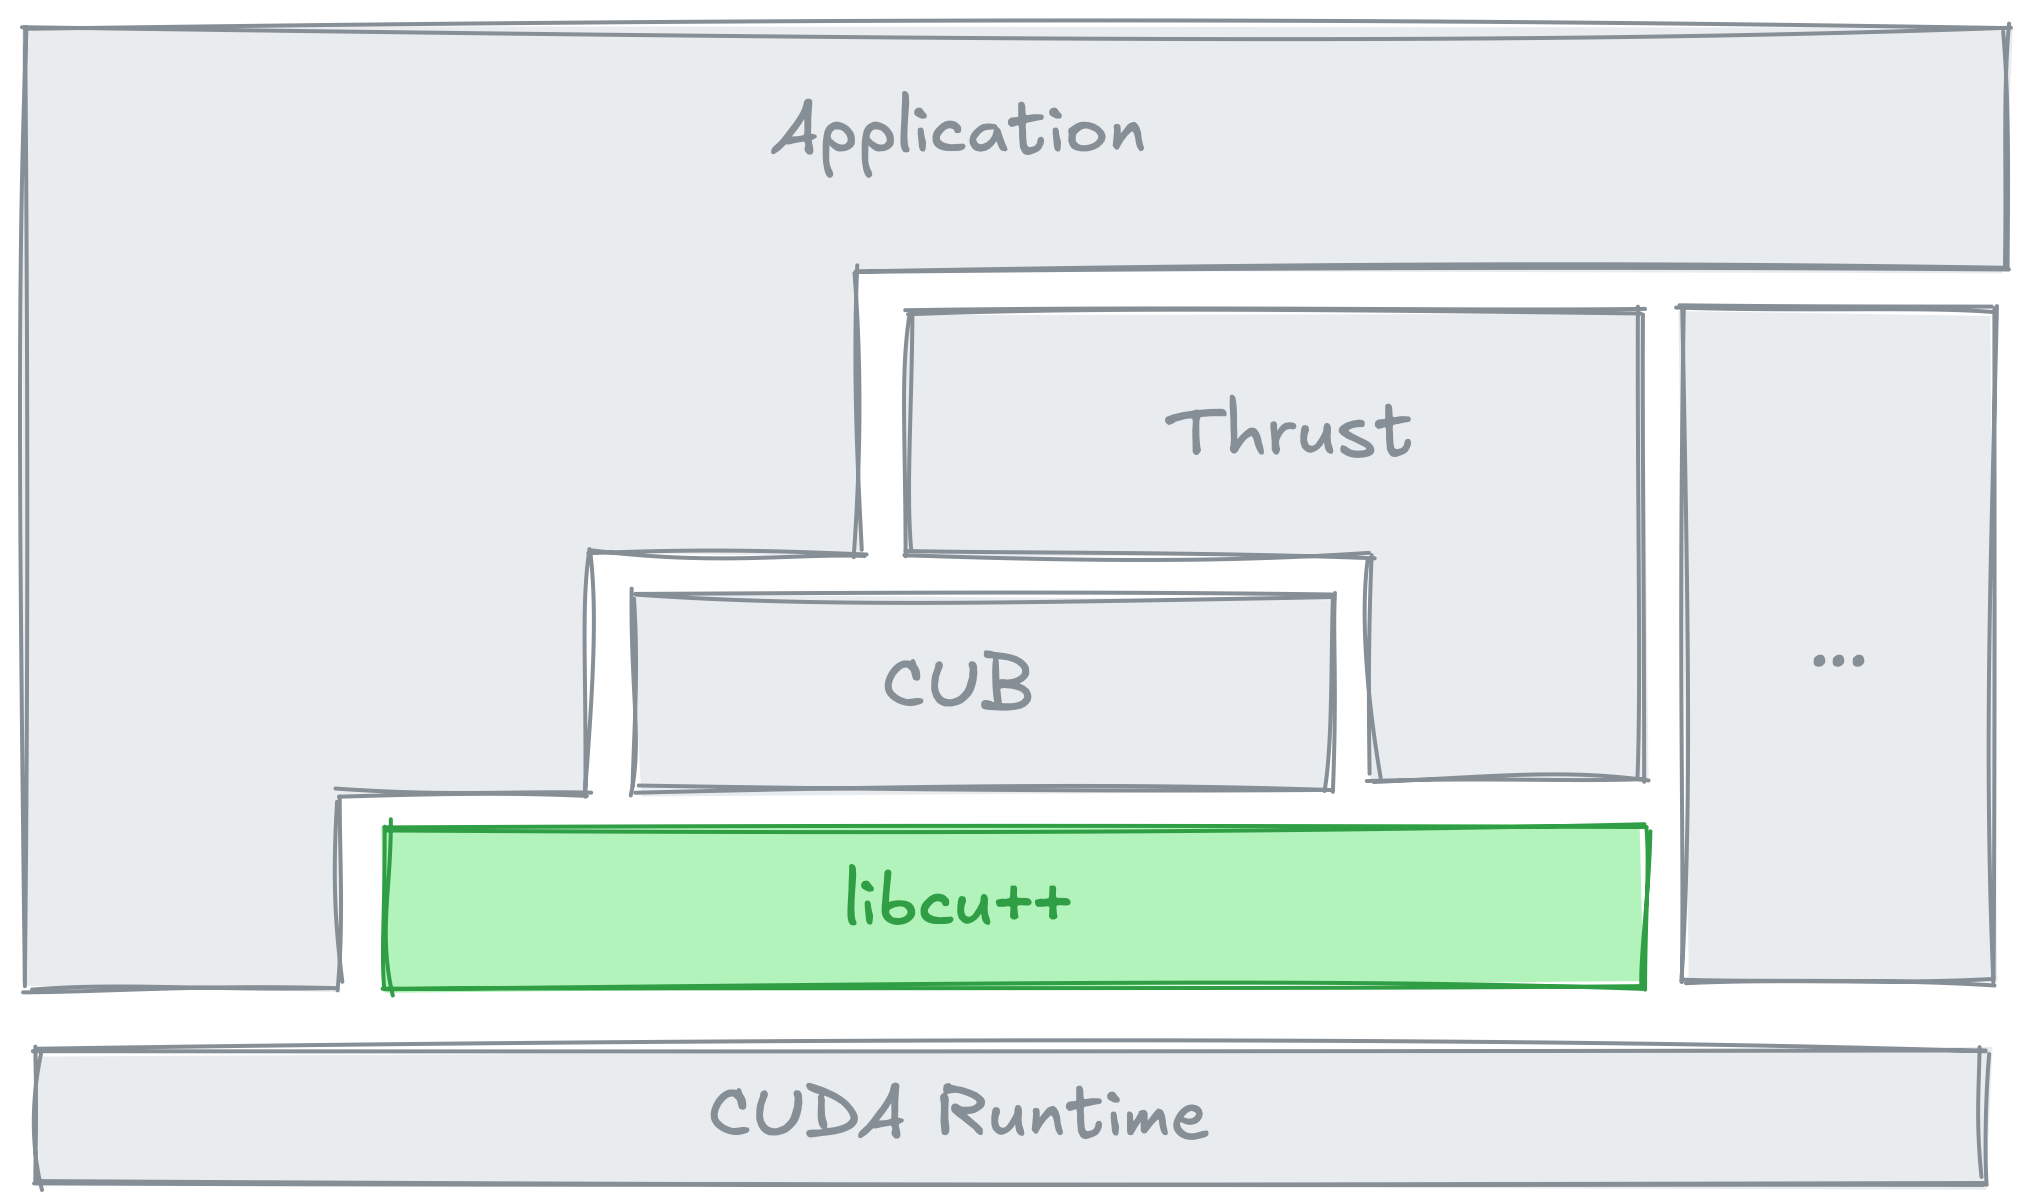 Application
Thrust
...
CUB
libcu++
CUDA Runtime